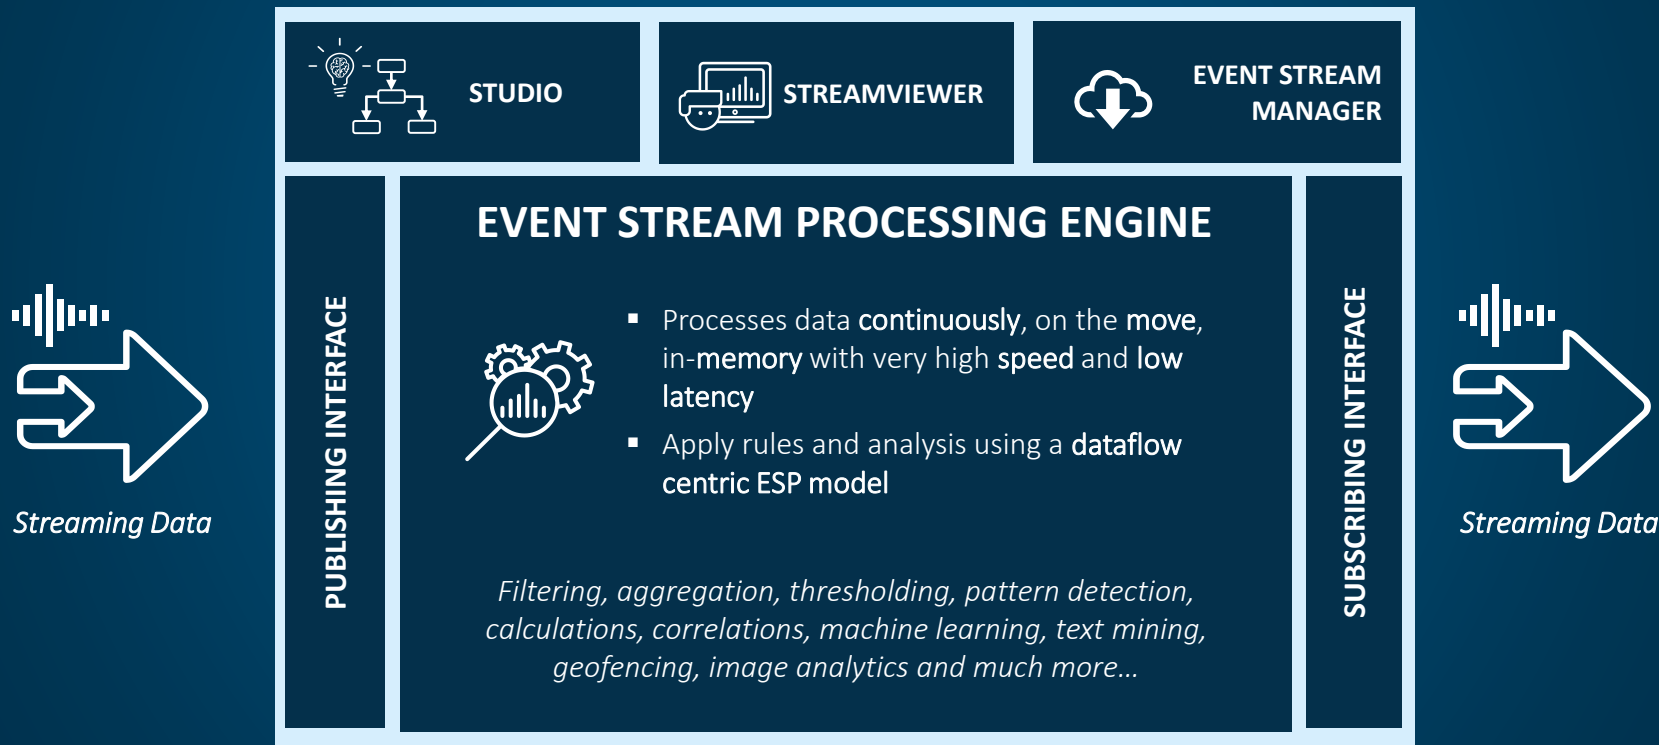 STUDIO
STREAMVIEWER
EVENT STREAM
MANAGER
Streaming Data
PUBLISHING INTERFACE
EVENT STREAM PROCESSING ENGINE
▪ Processes data continuously, on the move,
in-memory with very high speed and low
latency
▪ Apply rules and analysis using a dataflow
centric ESP model
Filtering, aggregation, thresholding, pattern detection,
calculations, correlations, machine learning, text mining,
geofencing, image analytics and much more...
SUBSCRIBING INTERFACE
Streaming Data